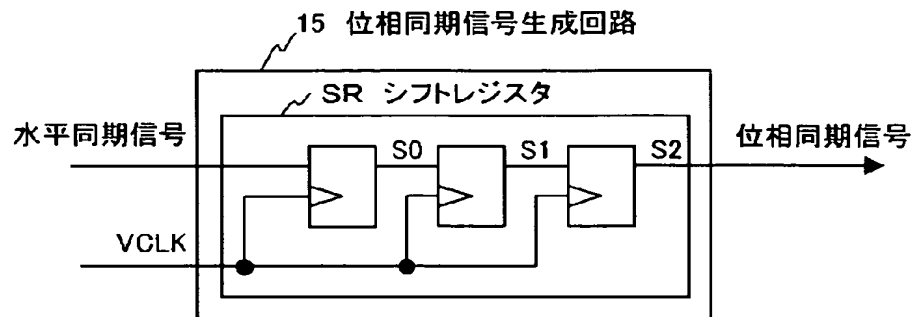 15 位相同期信号生成回路
SR シフトレジスタ
水平同期信号
S0
S1
S2
位相同期信号
VCLK